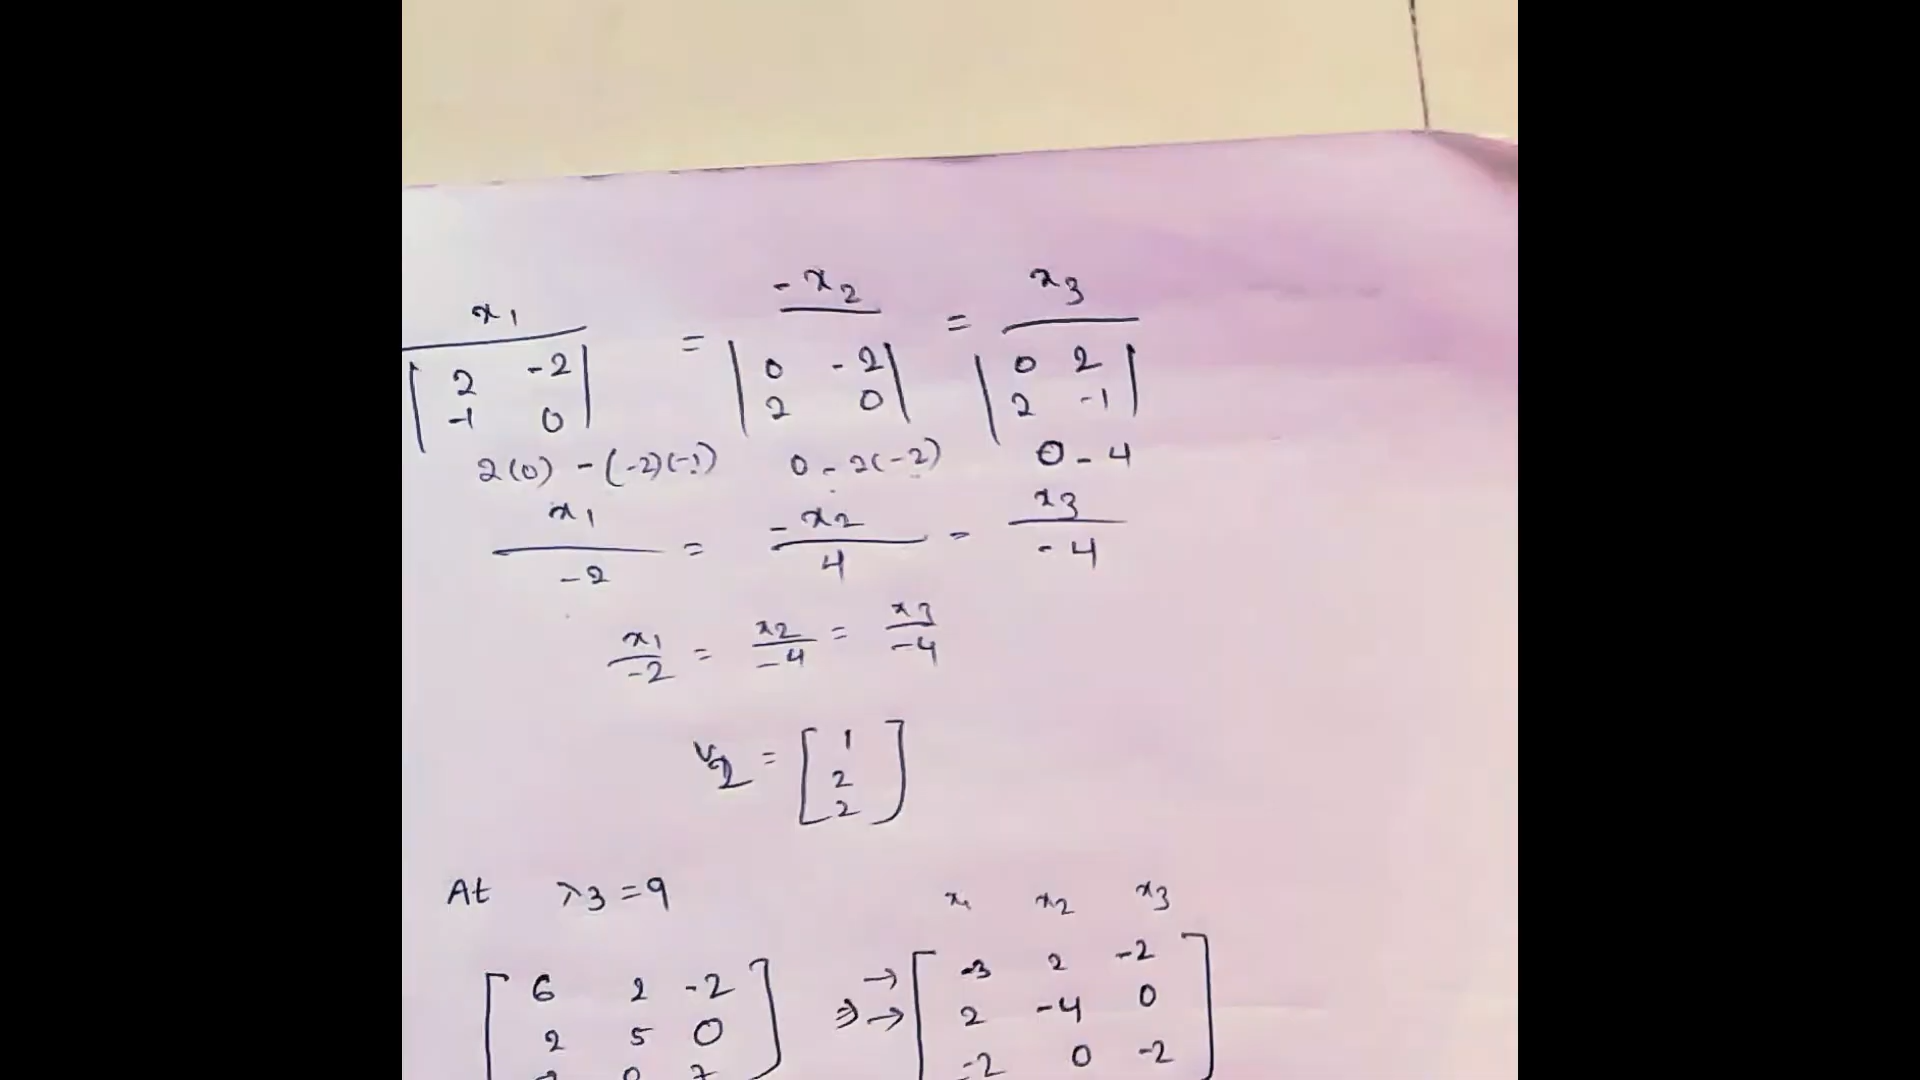 x1 = -x2 = x3
|2 -2| |0 -2| |0 2|
|-1 0| |2 0| |2 -1|
2(0) - (-2)(-1) 0 - 2(-2) 0 - 4
x1 = -x2 = x3
-2 4 -4
x1 = x2 = x3
-2 -4 -4
v2 = [1
2
2]
At λ3 = 9
x1 x2 x3
[6 2 -2] ⇒ → [-3 2 -2]
[2 5 0] → [2 -4 0]
0 7 [-2 0 -2]